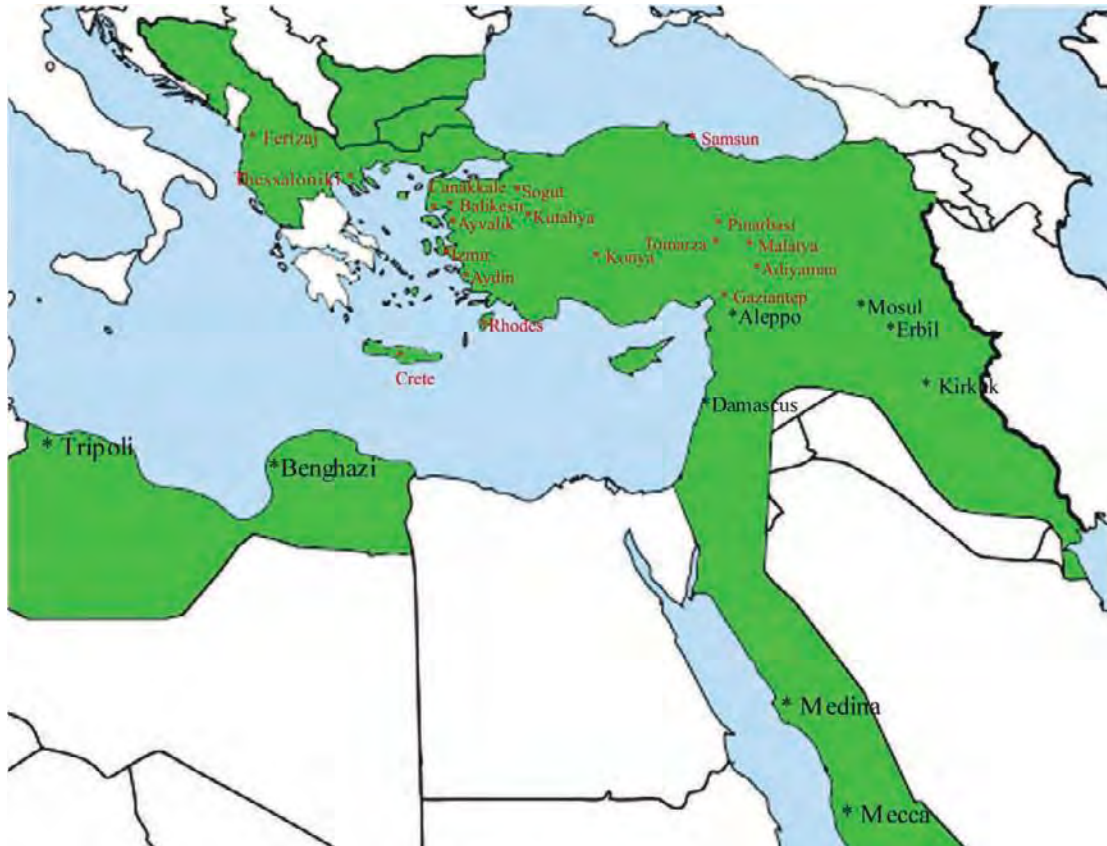 Fertzaj
Samsun
Thessaloniki
Canakkale
Sogut
Balikesir
Kutahya
Ayvalik
Pinarbasi
Tomarza
Malatya
Izmir
Konya
Adiyaman
Aydin
Gaziantep
Mosul
Aleppo
Rhodes
Erbil
Crete
Kirkuk
Damascus
Tripoli
Benghazi
Medina
Mecca